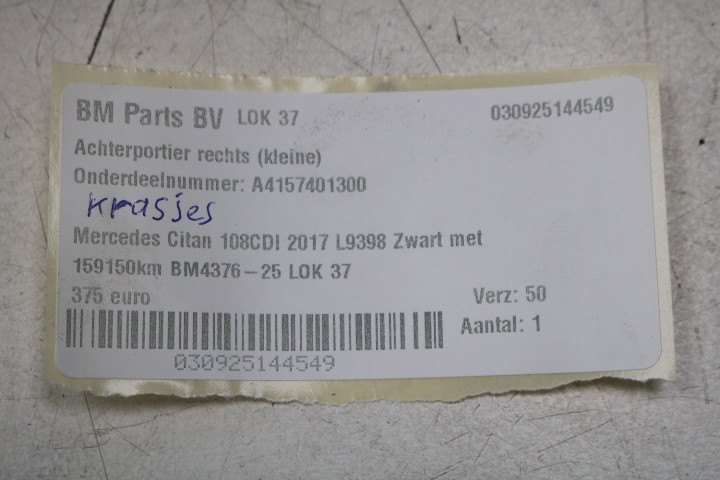 BM Parts BV LOK 37 030925144549
Achterportier rechts (kleine)
Onderdeelnummer: A4157401300
krasjes
Mercedes Citan 108CDI 2017 L9398 Zwart met
159150km BM4376-25 LOK 37
375 euro Verz: 50
Aantal: 1
030925144549